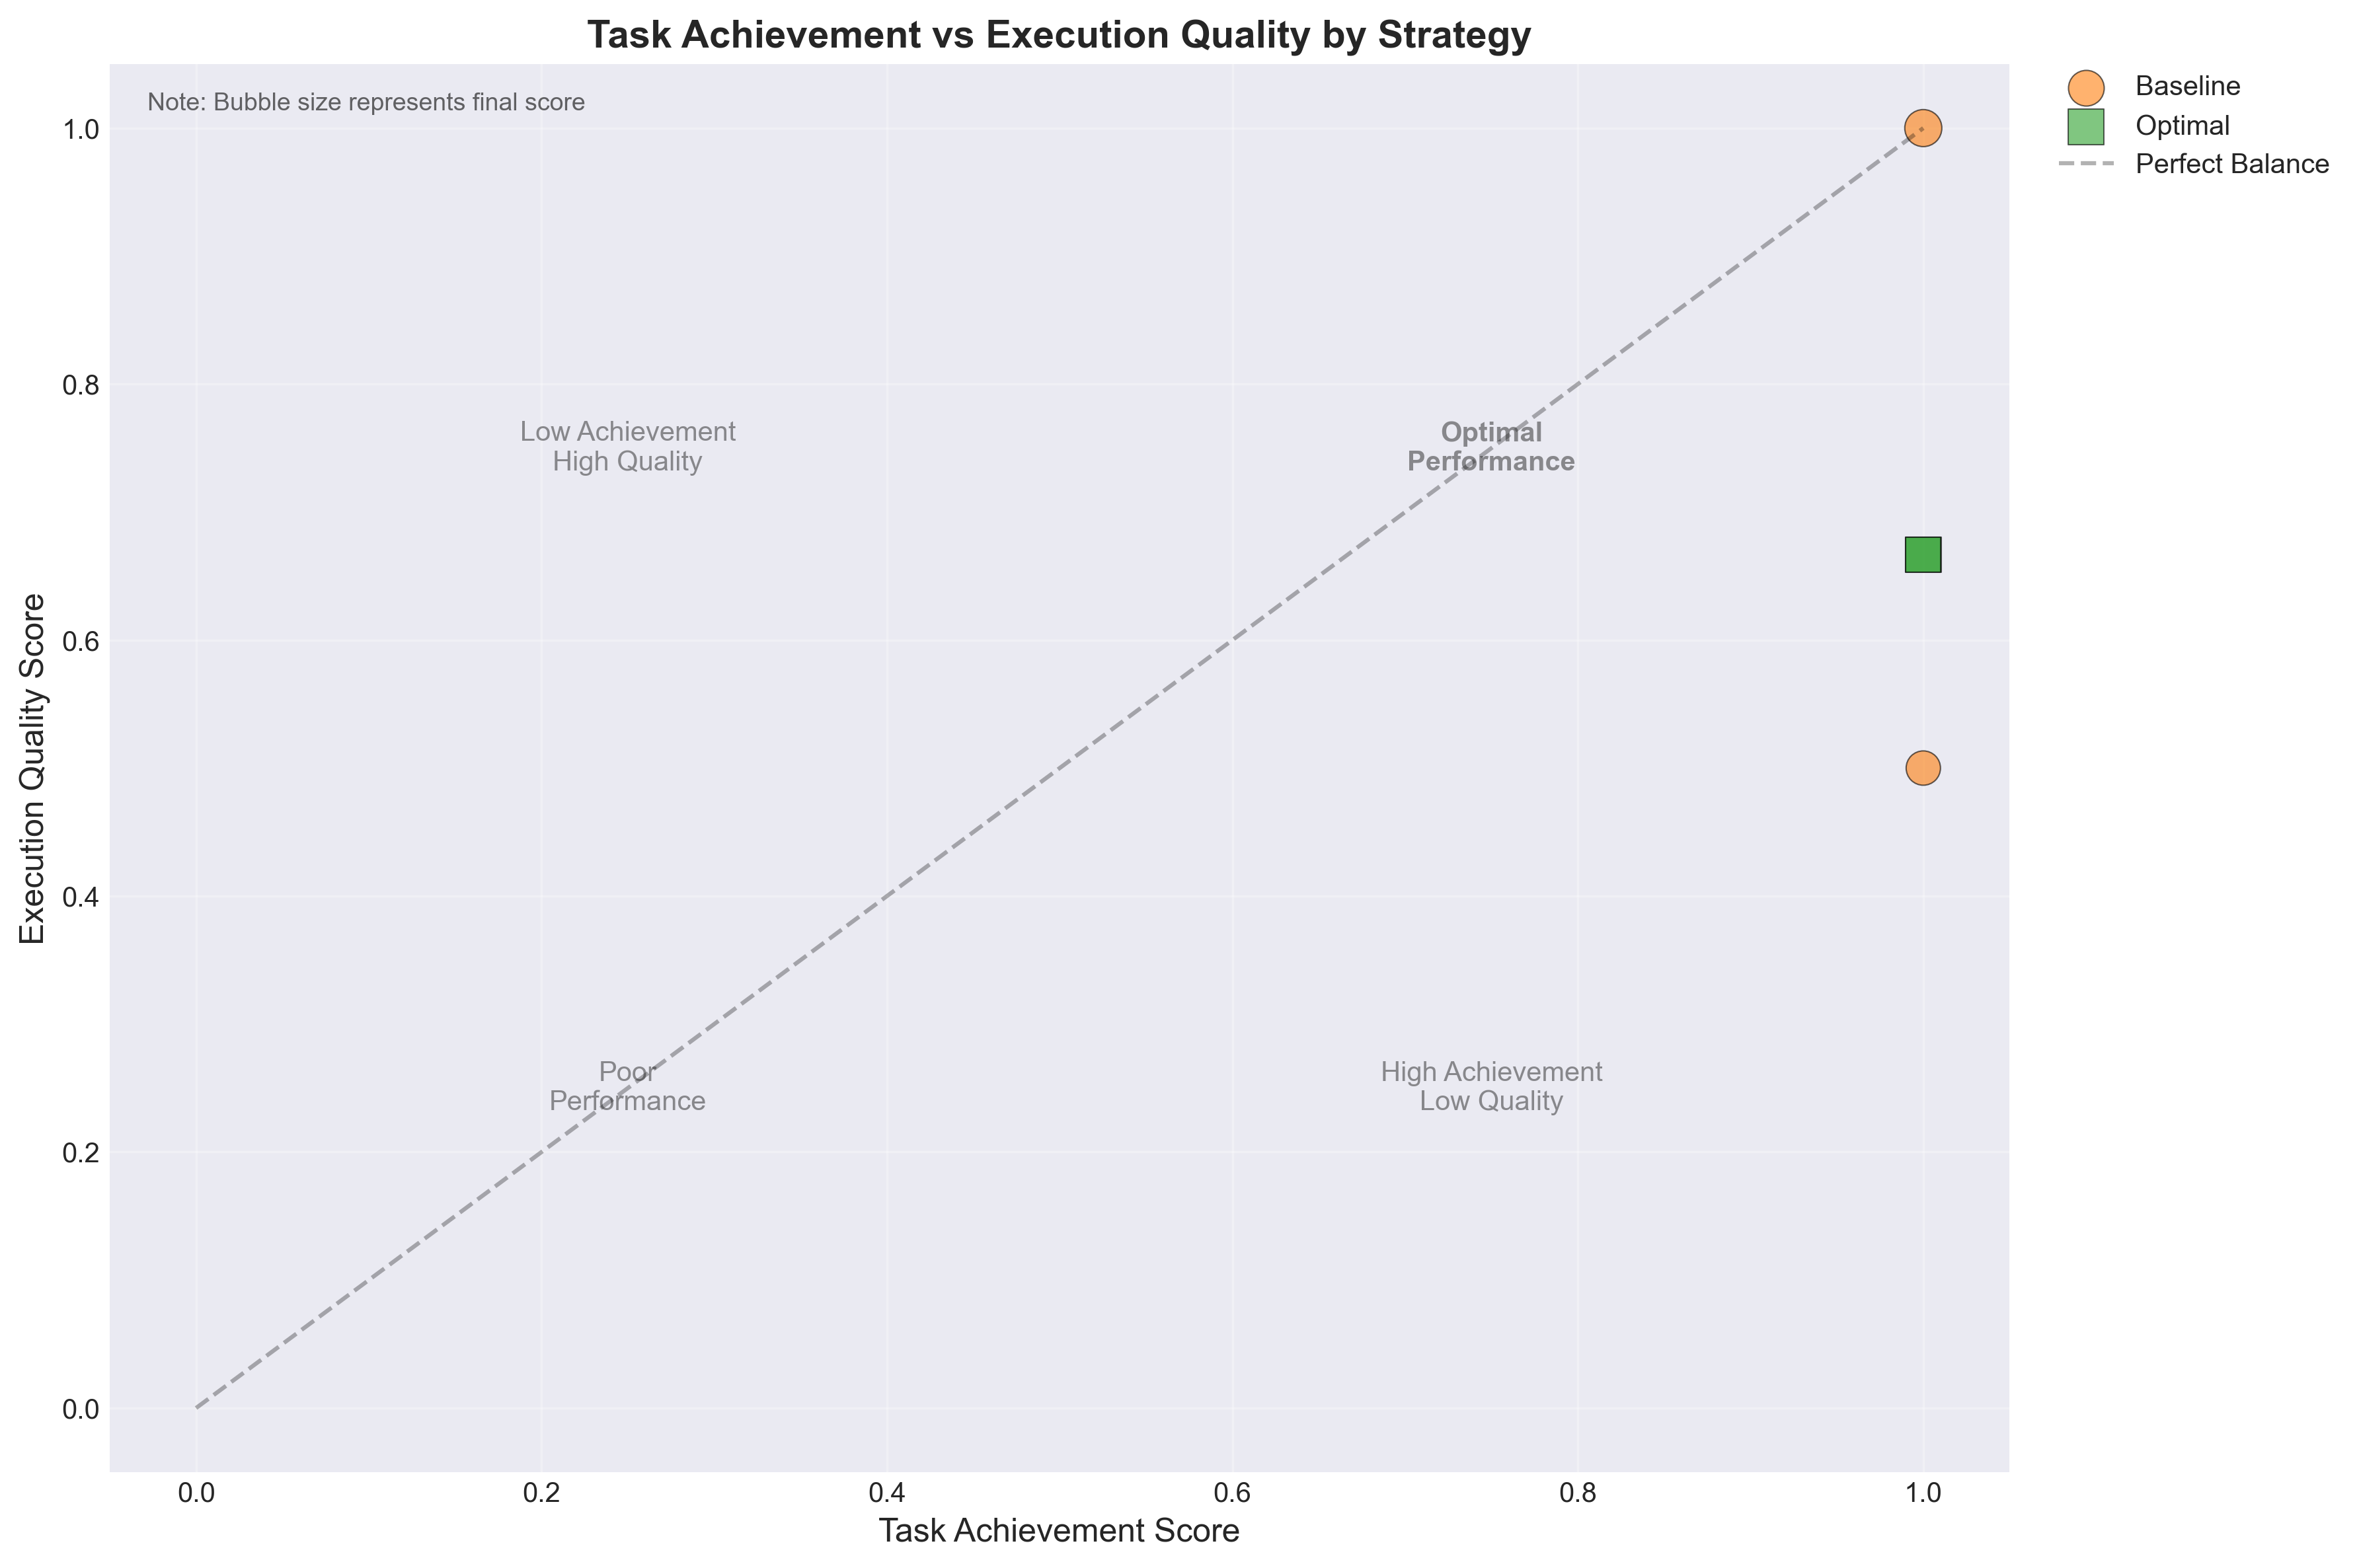 Task Achievement vs Execution Quality by Strategy
Note: Bubble size represents final score
Baseline
Optimal
Perfect Balance
Execution Quality Score
1.0
0.8
0.6
0.4
0.2
0.0
Low Achievement
High Quality
Optimal
Performance
Poor
Performance
High Achievement
Low Quality
0.0
0.2
0.4
0.6
0.8
1.0
Task Achievement Score